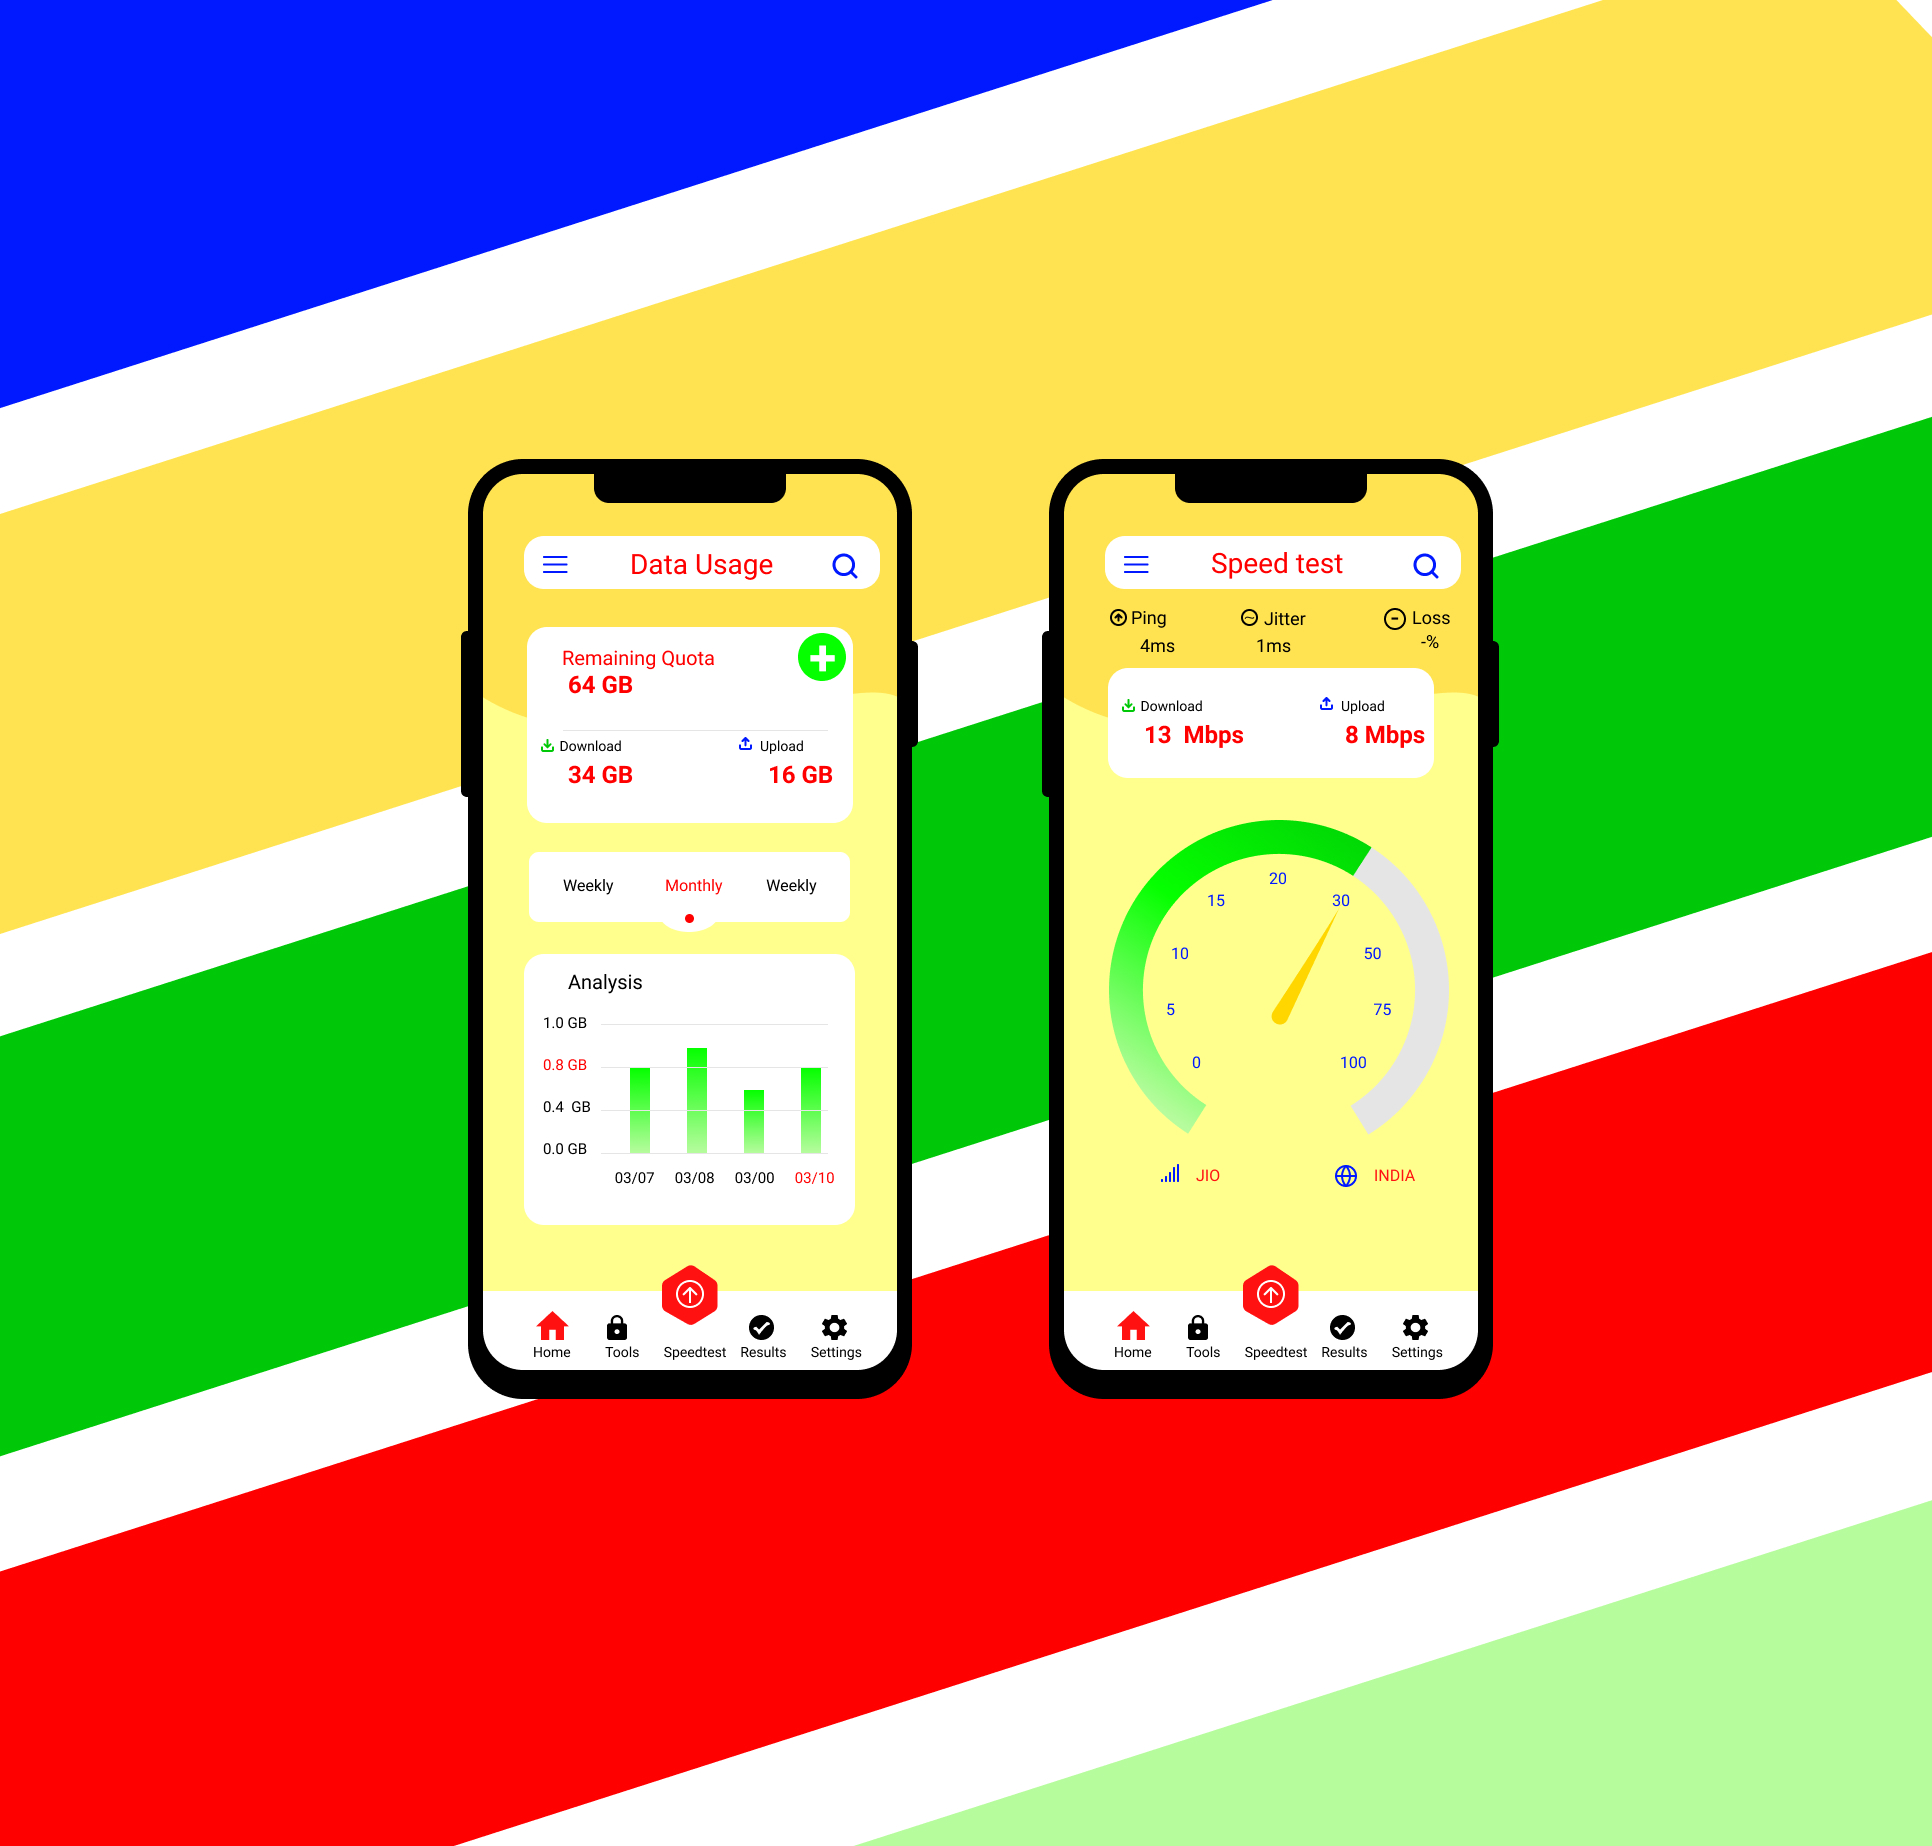 Data Usage
Remaining Quota
64 GB
Download
Upload
34 GB
16 GB
Weekly
Monthly
Weekly
Analysis
1.0 GB
0.8 GB
0.4 GB
0.0 GB
03/07
03/08
03/00
03/10
Home
Tools
Speedtest
Results
Settings
Speed test
Ping
Jitter
Loss
4ms
1ms
-%
Download
Upload
13 Mbps
8 Mbps
20
15
30
10
50
5
75
0
100
JIO
INDIA
Home
Tools
Speedtest
Results
Settings